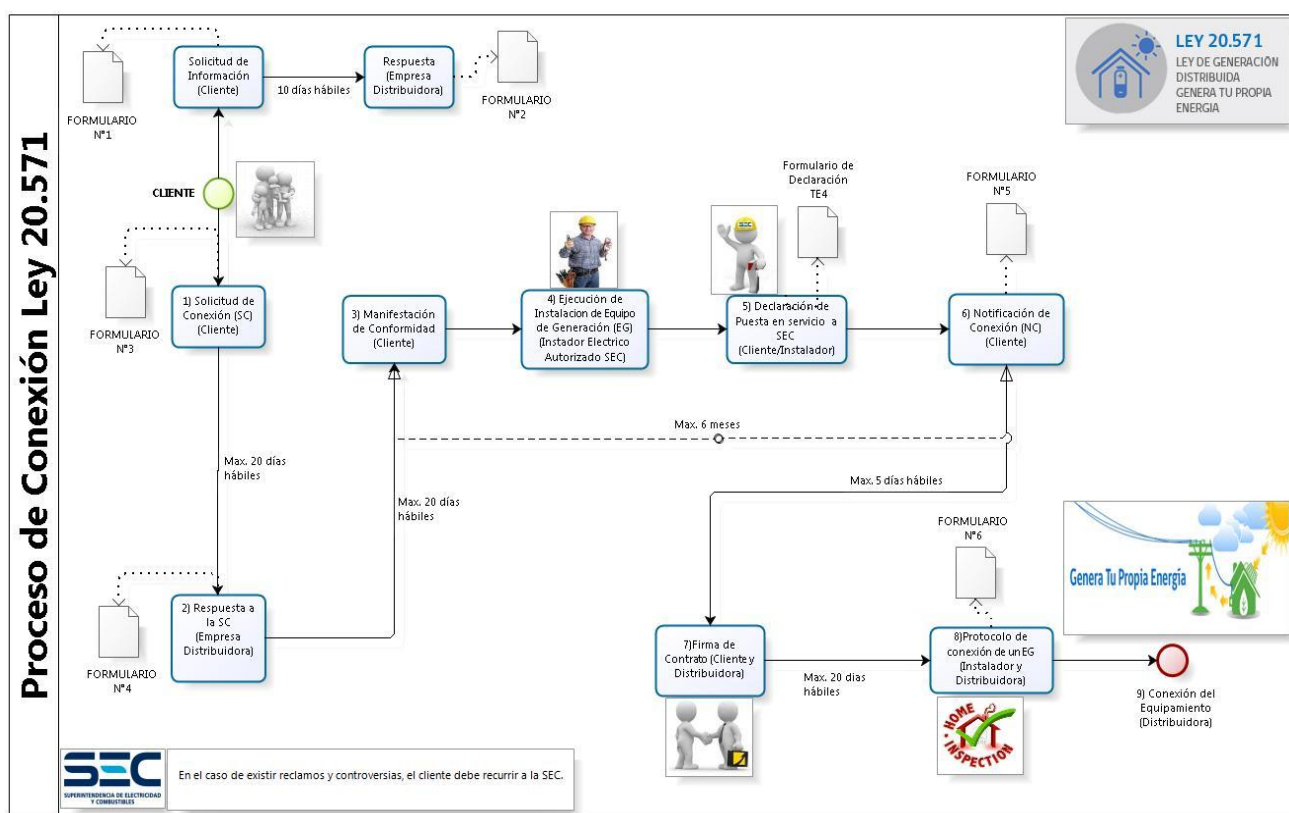 Proceso de Conexión Ley 20.571
Solicitud de
Información
(Cliente)
10 días hábiles
Respuesta
(Empresa
Distribuidora)
FORMULARIO
N°1
FORMULARIO
N°2
LEY 20.571
LEY DE GENERACIÓN
DISTRIBUIDA
GENERA TU PROPIA
ENERGIA
CLIENTE
FORMULARIO
N°3
1) Solicitud de
Conexión (SC)
(Cliente)
3) Manifestación
de Conformidad
(Cliente)
4) Ejecución de
Instalacion de Equipo
de Generación (EG)
(Instador Electrico
Autorizado SEC)
SEC
Formulario de
Declaración
TE4
5) Declaración de
Puesta en servicio a
SEC
(Cliente/Instalador)
FORMULARIO
N°5
6) Notificación de
Conexión (NC)
(Cliente)
Max. 6 meses
Max. 20 días
hábiles
Max. 20 días
hábiles
Max. 5 días hábiles
FORMULARIO
N°4
2) Respuesta a
la SC
(Empresa
Distribuidora)
7)Firma de
Contrato (Cliente y
Distribuidora)
Max. 20 dias
hábiles
FORMULARIO
N°6
8)Protocolo de
conexión de un EG
(Instalador y
Distribuidora)
HOME
INSPECTION
Genera Tu Propia Energía
9) Conexión del
Equipamiento
(Distribuidora)
SEC
SUPERINTENDENCIA DE ELECTRICIDAD
Y COMBUSTIBLES
En el caso de existir reclamos y controversias, el cliente debe recurrir a la SEC.